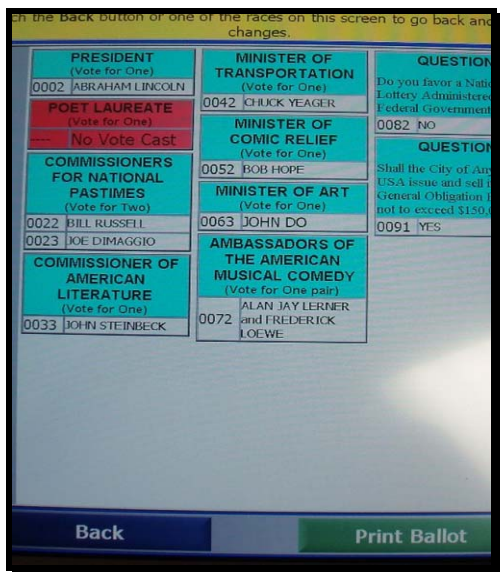 ch the Back button or one of the races on this screen to go back and
changes.
PRESIDENT
(Vote for One)
0002 ABRAHAM LINCOLN
POET LAUREATE
(Vote for One)
---- No Vote Cast
COMMISSIONERS
FOR NATIONAL
PASTIMES
(Vote for Two)
0022 BILL RUSSELL
0023 JOE DIMAGGIO
COMMISSIONER OF
AMERICAN
LITERATURE
(Vote for One)
0033 JOHN STEINBECK
MINISTER OF
TRANSPORTATION
(Vote for One)
0042 CHUCK YEAGER
MINISTER OF
COMIC RELIEF
(Vote for One)
0052 BOB HOPE
MINISTER OF ART
(Vote for One)
0063 JOHN DO
AMBASSADORS OF
THE AMERICAN
MUSICAL COMEDY
(Vote for One pair)
0072 ALAN JAY LERNER
and FREDERICK
LOEWE
QUESTION
Do you favor a Natio
Lottery Administered
Federal Government
0082 NO
QUESTION
Shall the City of Any
USA issue and sell i
General Obligation
not to exceed $150,
0091 YES
Back
Print Ballot